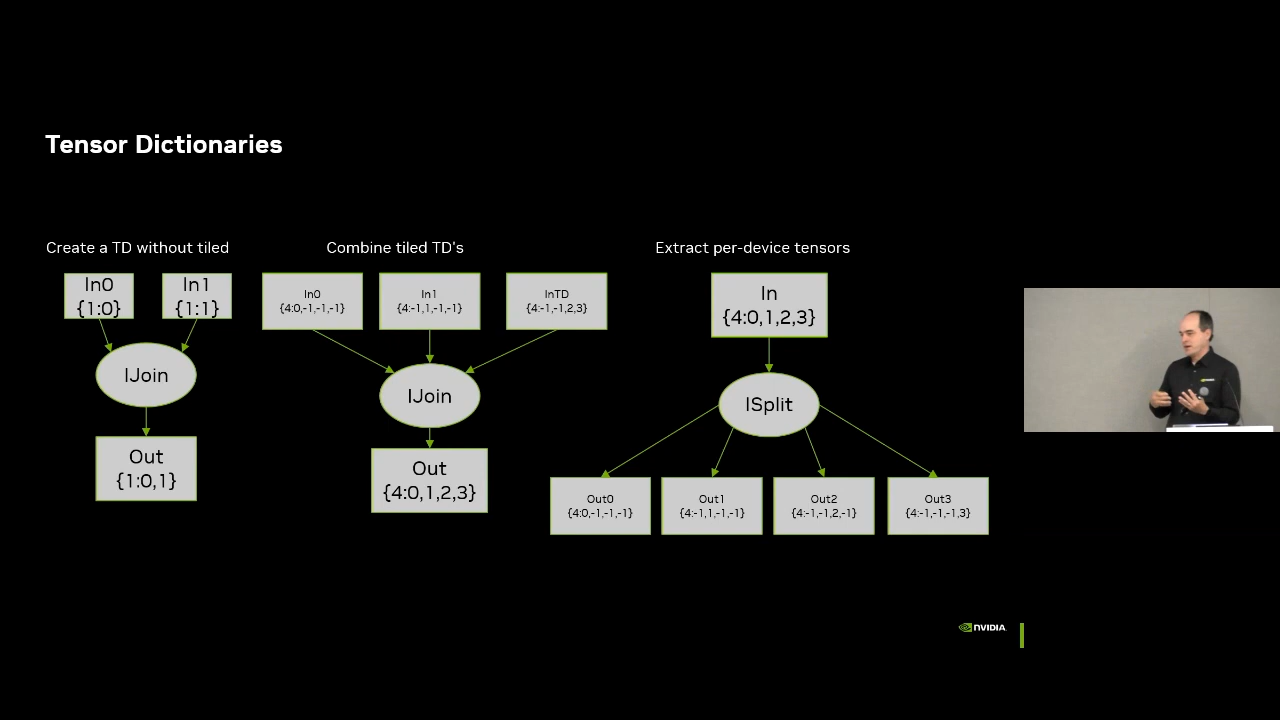 Tensor Dictionaries
Create a TD without tiled
In0
{1:0}
In1
{1:1}
IJoin
Out
{1:0,1}
Combine tiled TD's
In0
{4:0,-1,-1,-1}
In1
{4:-1,1,-1,-1}
InTD
{4:-1,-1,2,3}
IJoin
Out
{4:0,1,2,3}
Extract per-device tensors
In
{4:0,1,2,3}
ISplit
Out0
{4:0,-1,-1,-1}
Out1
{4:-1,1,-1,-1}
Out2
{4:-1,-1,2,-1}
Out3
{4:-1,-1,-1,3}
NVIDIA